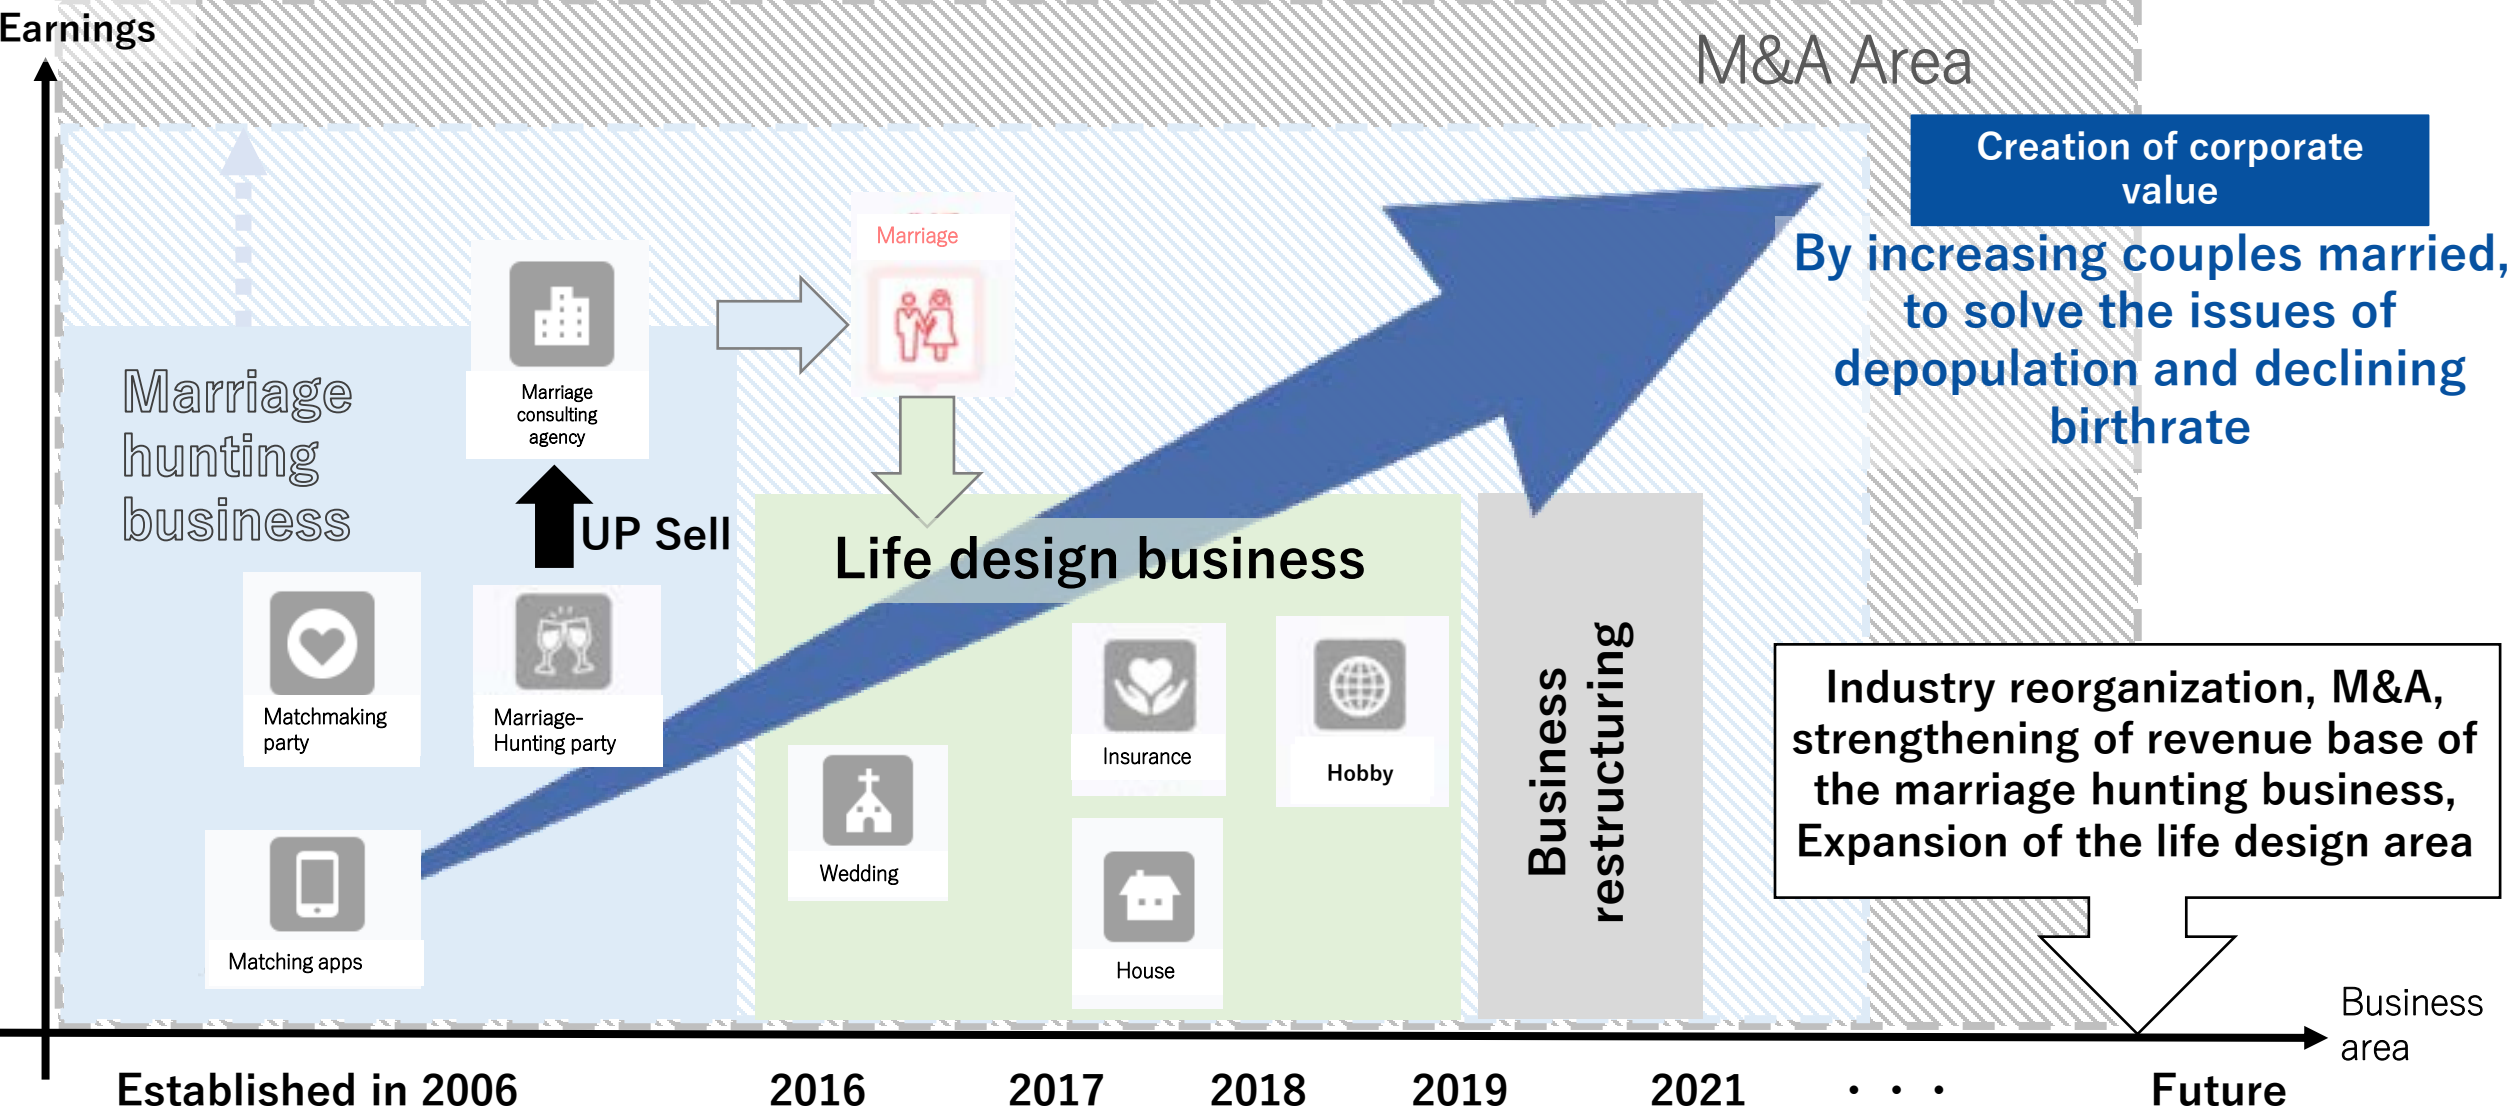 Earnings
M&A Area
Creation of corporate
value
By increasing couples married,
to solve the issues of
depopulation and declining
birthrate
Marriage
Marriage
consulting
agency
Marriage
hunting
business
UP Sell
Life design business
Matchmaking
party
Marriage-
Hunting party
Matching apps
Wedding
Insurance
House
Hobby
Business
restructuring
Industry reorganization, M&A,
strengthening of revenue base of
the marriage hunting business,
Expansion of the life design area
Business
area
Established in 2006
2016
2017
2018
2019
2021
・・・
Future